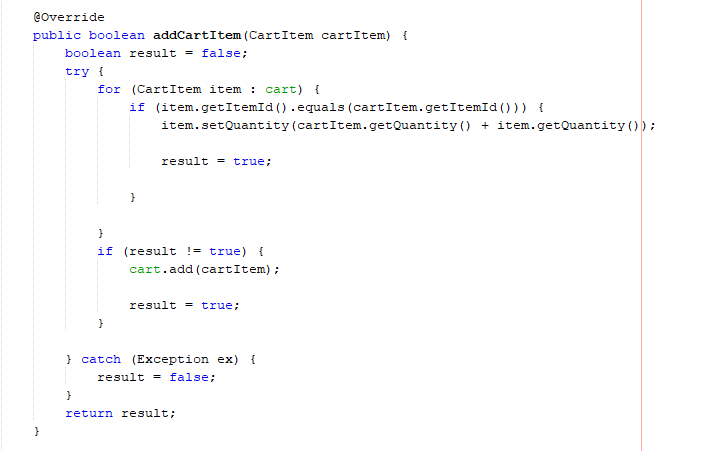 @Override
public boolean addCartItem(CartItem cartItem) {
    boolean result = false;
    try {
        for (CartItem item : cart) {
            if (item.getItemId().equals(cartItem.getItemId())) {
                item.setQuantity(cartItem.getQuantity() + item.getQuantity());
                result = true;
            }
        }
        if (result != true) {
            cart.add(cartItem);
            result = true;
        }
    } catch (Exception ex) {
        result = false;
    }
    return result;
}